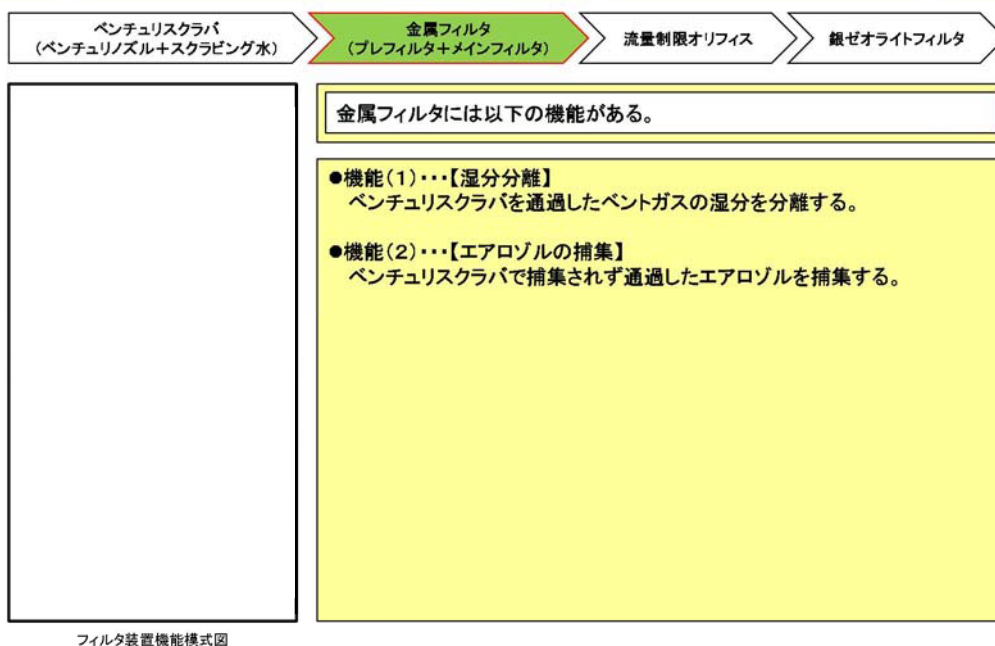 ベンチュリスクラバ
(ベンチュリノズル+スクラビング水)
金属フィルタ
(プレフィルタ+メインフィルタ)
流量制限オリフィス
銀ゼオライトフィルタ
金属フィルタには以下の機能がある。
●機能(1)・・・【湿分分離】
ベンチュリスクラバを通過したベントガスの湿分を分離する。
●機能(2)・・・【エアロゾルの捕集】
ベンチュリスクラバで捕集されず通過したエアロゾルを捕集する。
フィルタ装置機能模式図